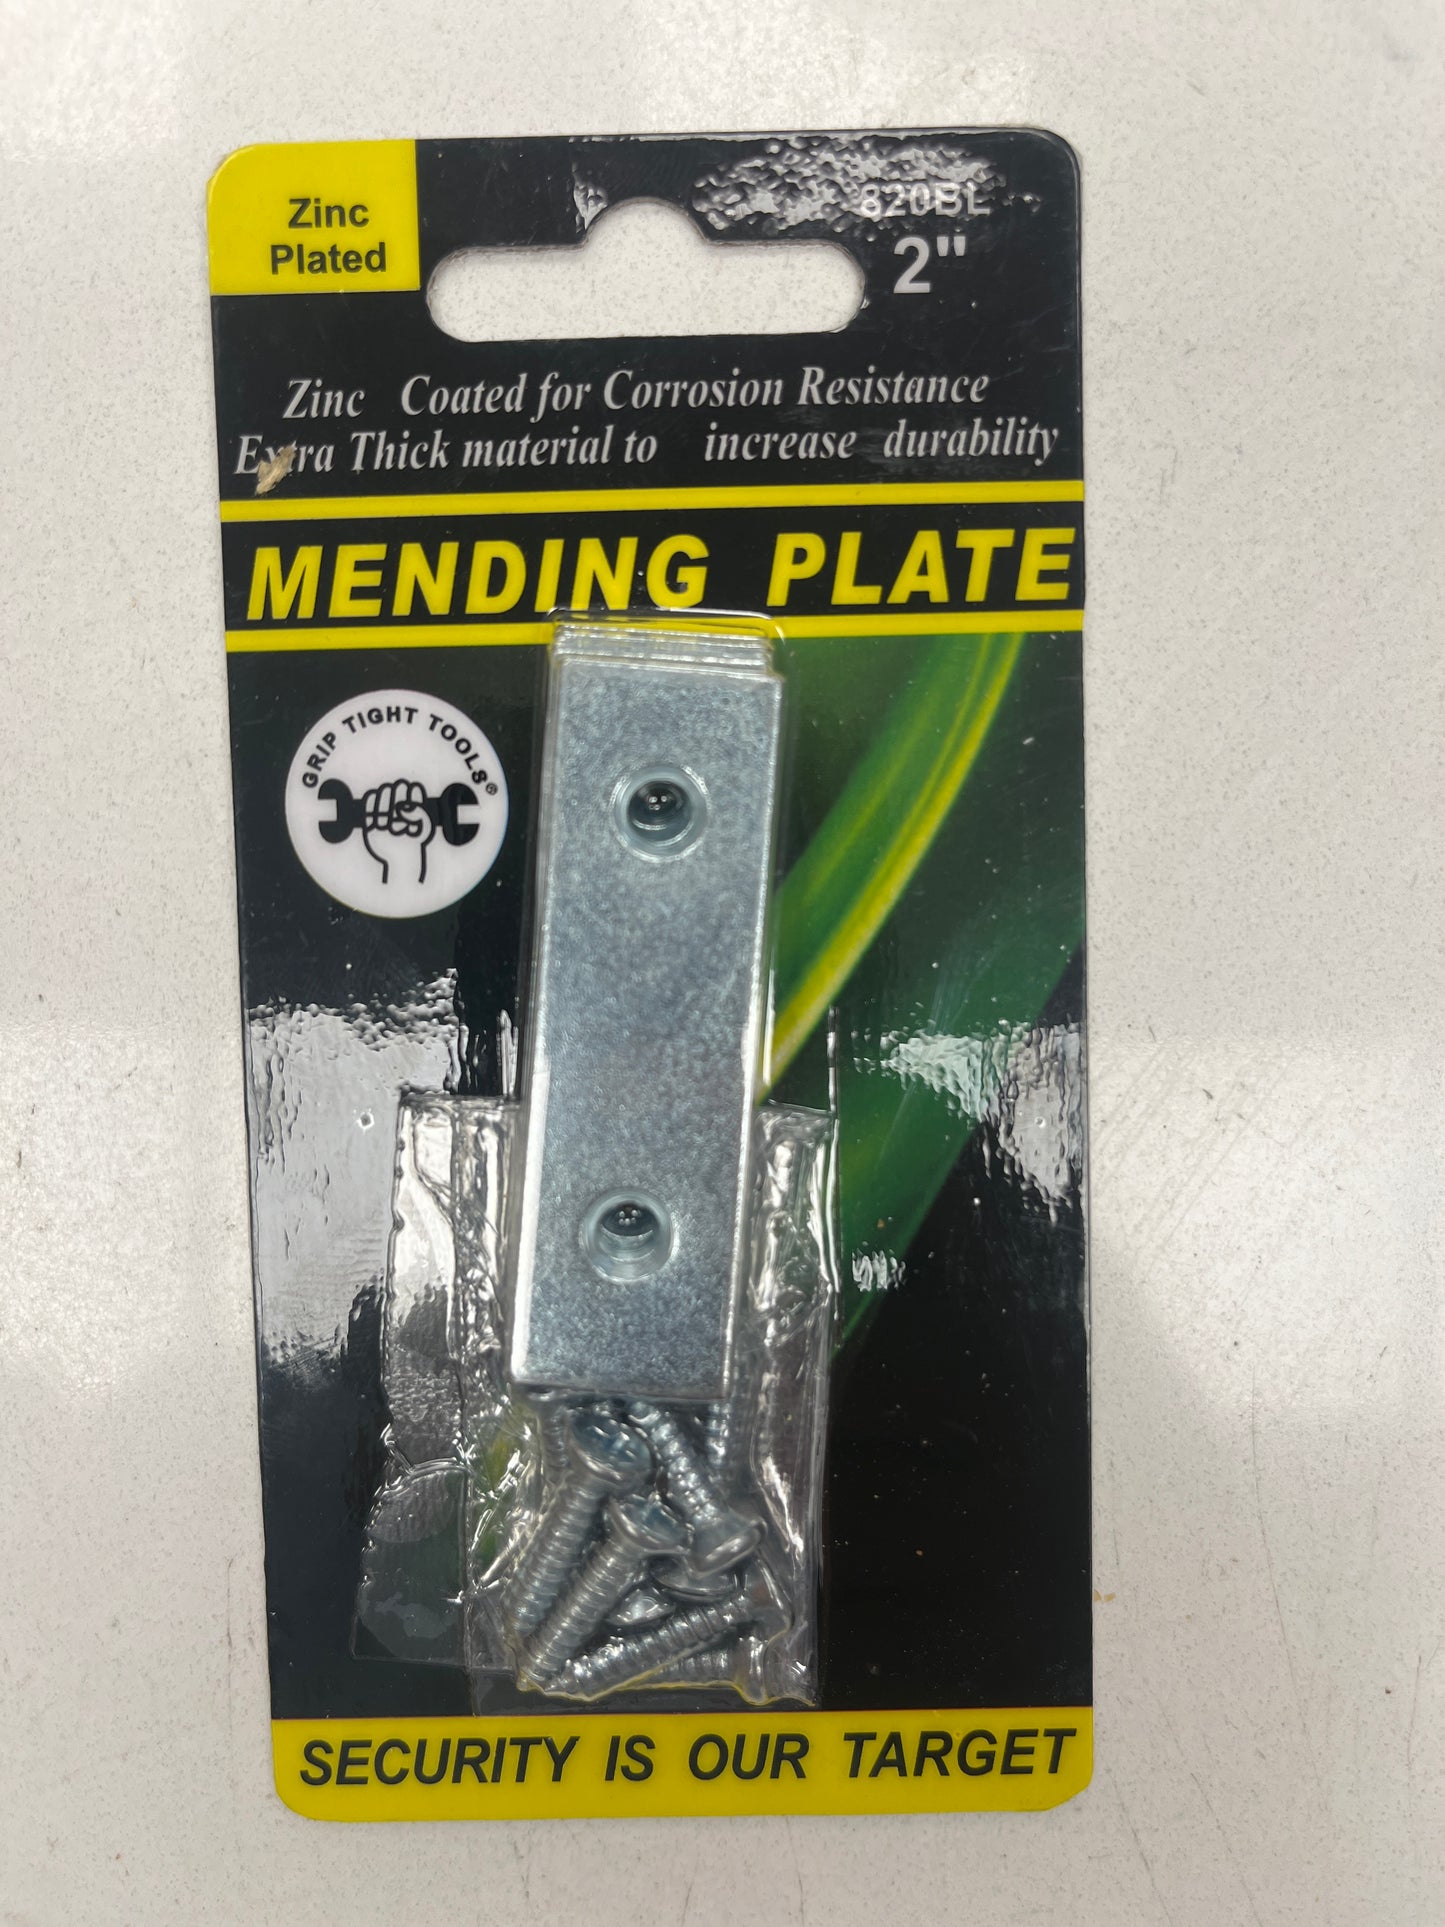 Zinc
Plated
820BL
2"
Zinc Coated for Corrosion Resistance
Extra Thick material to increase durability
MENDING PLATE
GRIP TIGHT TOOLS®
SECURITY IS OUR TARGET